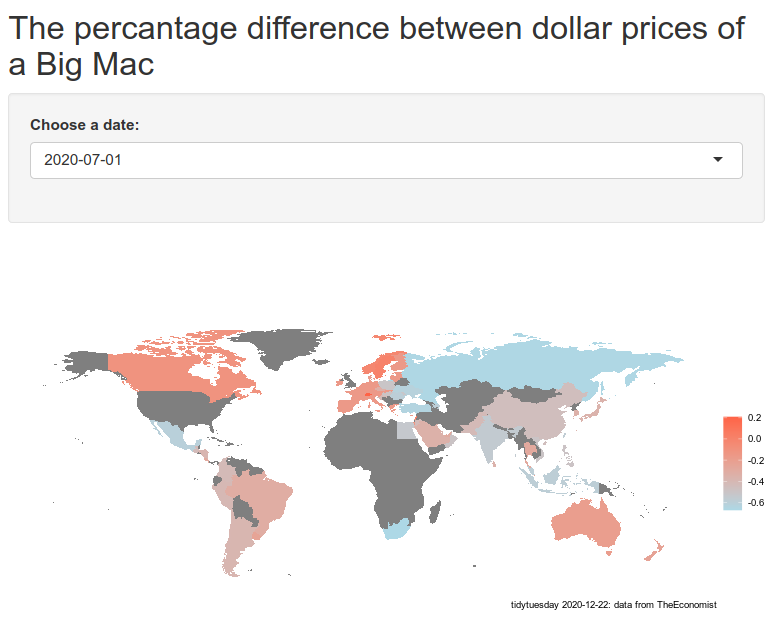 The percantage difference between dollar prices of
a Big Mac
Choose a date:
2020-07-01
0.2
0.0
-0.2
-0.4
-0.6
tidytuesday 2020-12-22: data from TheEconomist